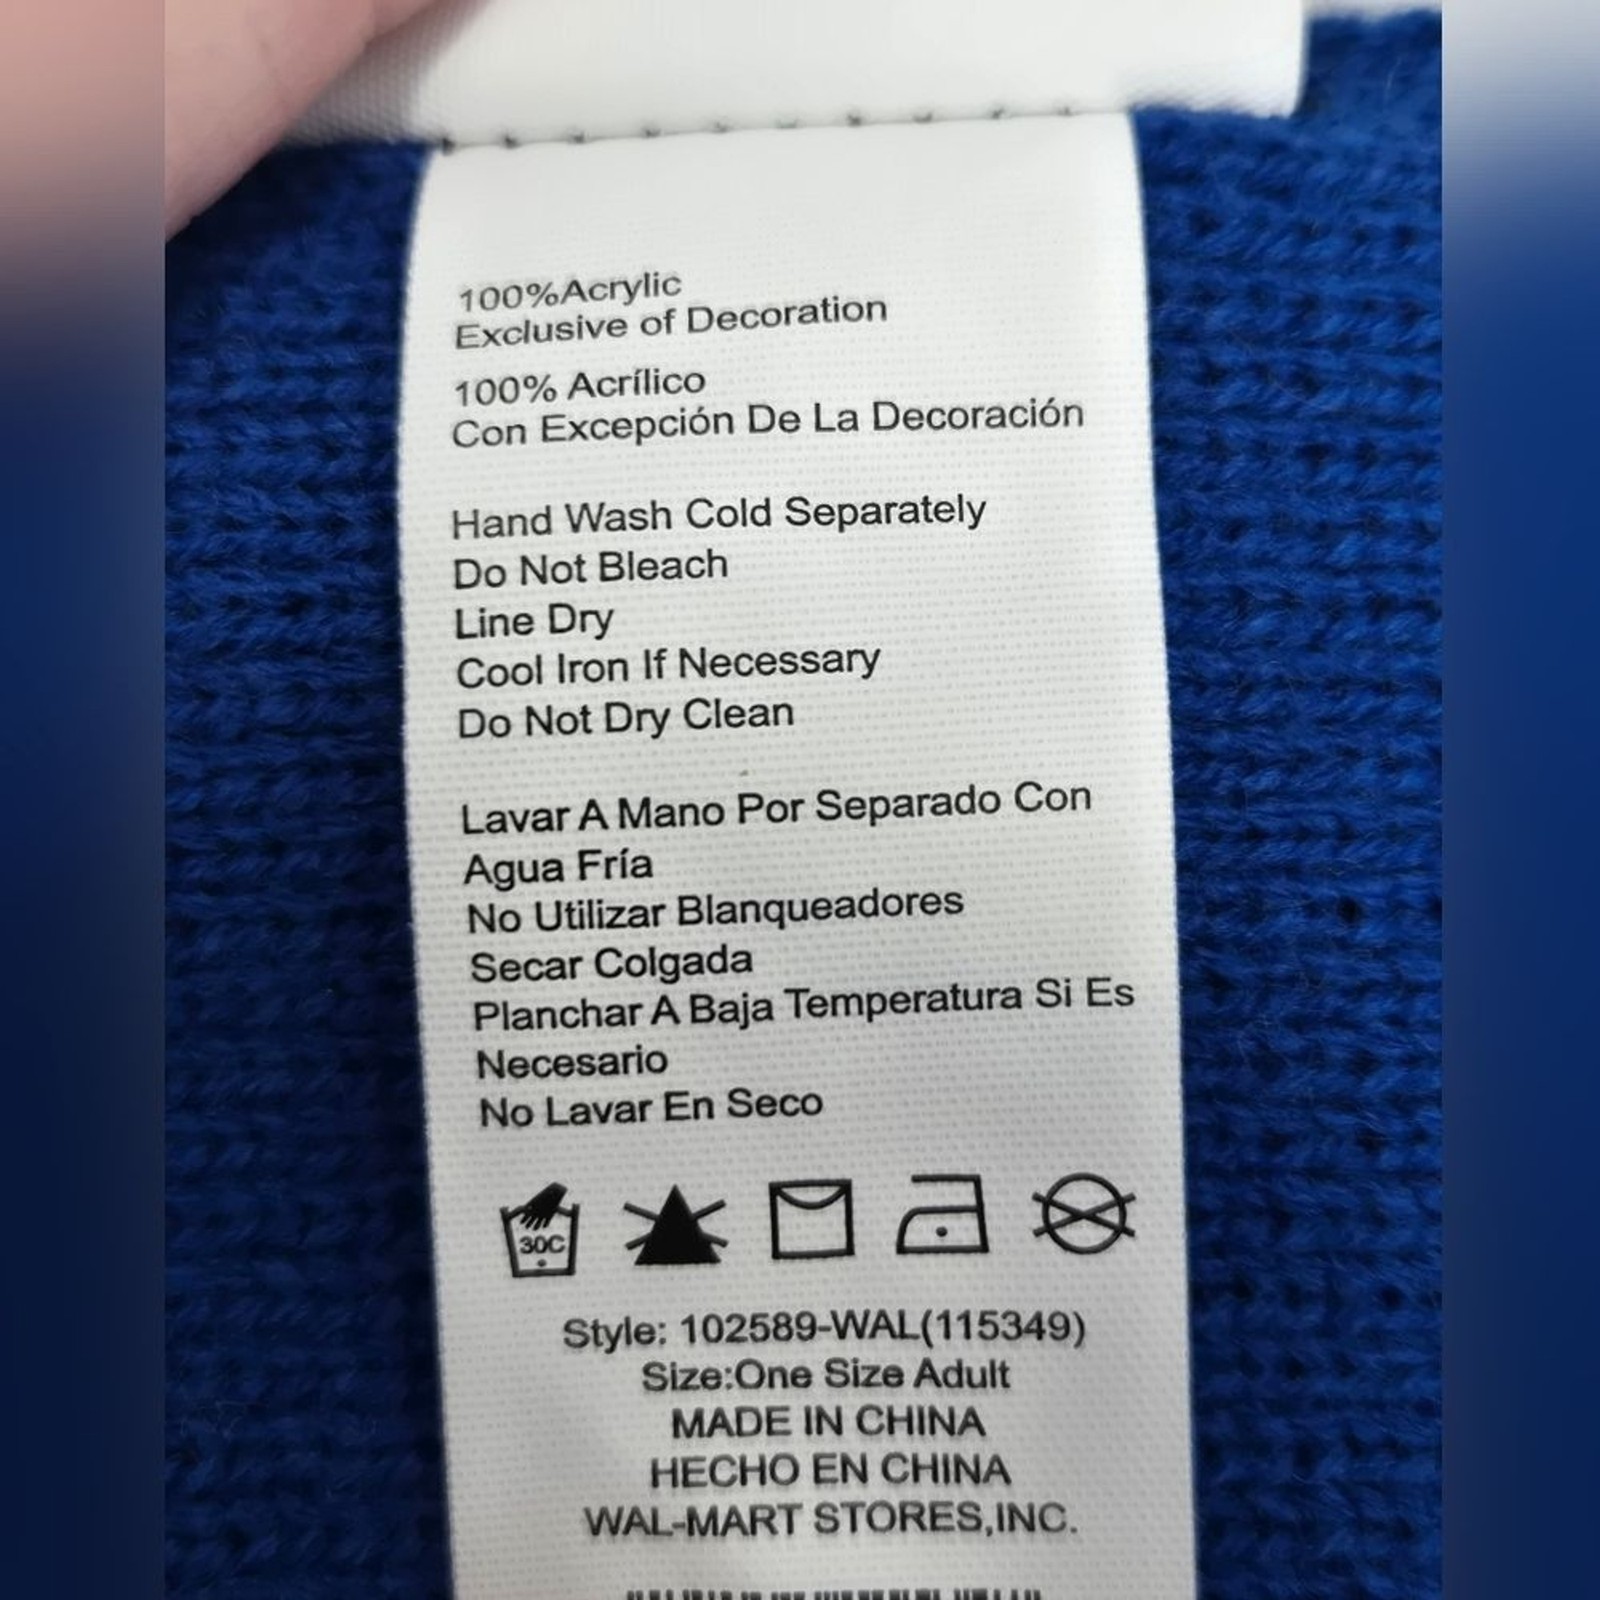 100%Acrylic
Exclusive of Decoration
100% Acrílico
Con Excepción De La Decoración
Hand Wash Cold Separately
Do Not Bleach
Line Dry
Cool Iron If Necessary
Do Not Dry Clean
Lavar A Mano Por Separado Con
Agua Fría
No Utilizar Blanqueadores
Secar Colgada
Planchar A Baja Temperatura Si Es
Necesario
No Lavar En Seco
30C
Style: 102589-WAL(115349)
Size:One Size Adult
MADE IN CHINA
HECHO EN CHINA
WAL-MART STORES,INC.